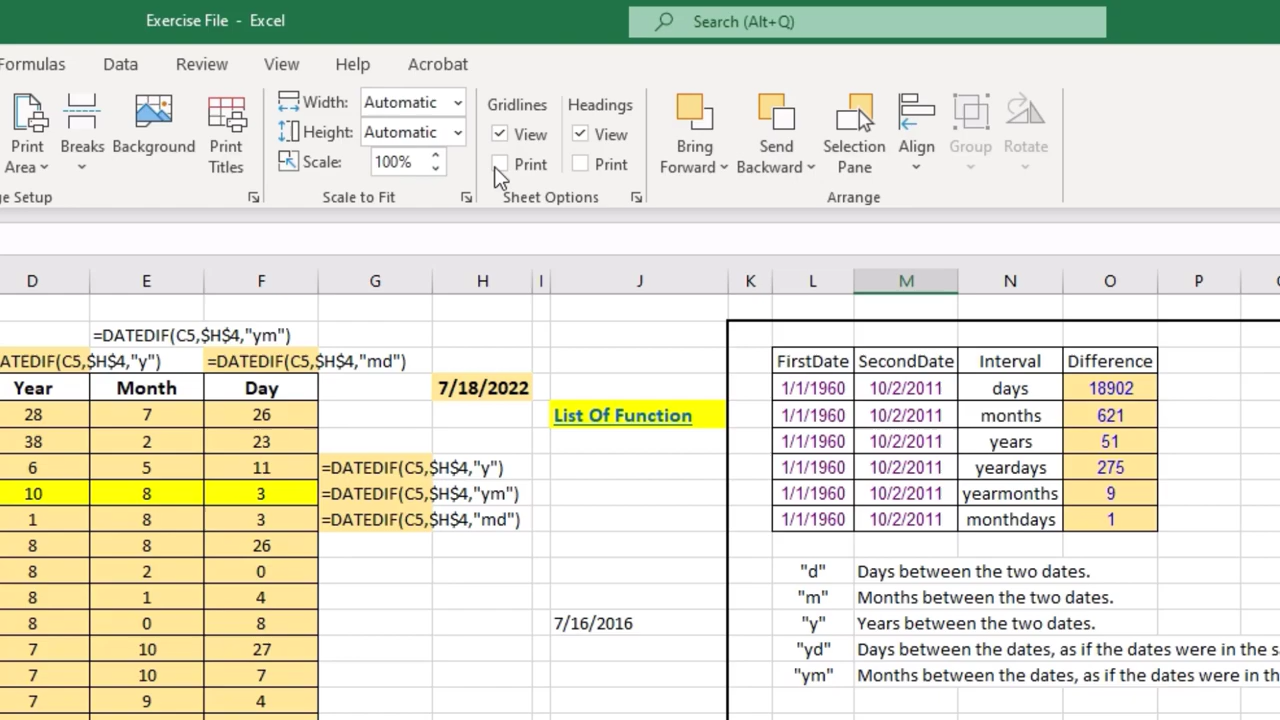 Exercise File - Excel
Search (Alt+Q)
Formulas Data Review View Help Acrobat
Print Area
Breaks
Background
Print Titles
Width: Automatic
Height: Automatic
Scale: 100%
Gridlines
View
Print
Headings
View
Print
Bring Forward
Send Backward
Selection Pane
Align
Group
Rotate
Scale to Fit
Sheet Options
Arrange
D E F G H I J K L M N O P
=DATEDIF(C5,$H$4,"ym")
ATEDIF(C5,$H$4,"y") =DATEDIF(C5,$H$4,"md") FirstDate SecondDate Interval Difference
Year Month Day 7/18/2022 1/1/1960 10/2/2011 days 18902
28 7 26 List Of Function 1/1/1960 10/2/2011 months 621
38 2 23 1/1/1960 10/2/2011 years 51
6 5 11 =DATEDIF(C5,$H$4,"y") 1/1/1960 10/2/2011 yeardays 275
10 8 3 =DATEDIF(C5,$H$4,"ym") 1/1/1960 10/2/2011 yearmonths 9
1 8 3 =DATEDIF(C5,$H$4,"md") 1/1/1960 10/2/2011 monthdays 1
8 8 26
8 2 0 "d" Days between the two dates.
8 1 4 "m" Months between the two dates.
8 0 8 7/16/2016 "y" Years between the two dates.
7 10 27 "yd" Days between the dates, as if the dates were in the
7 10 7 "ym" Months between the dates, as if the dates were in
7 9 4